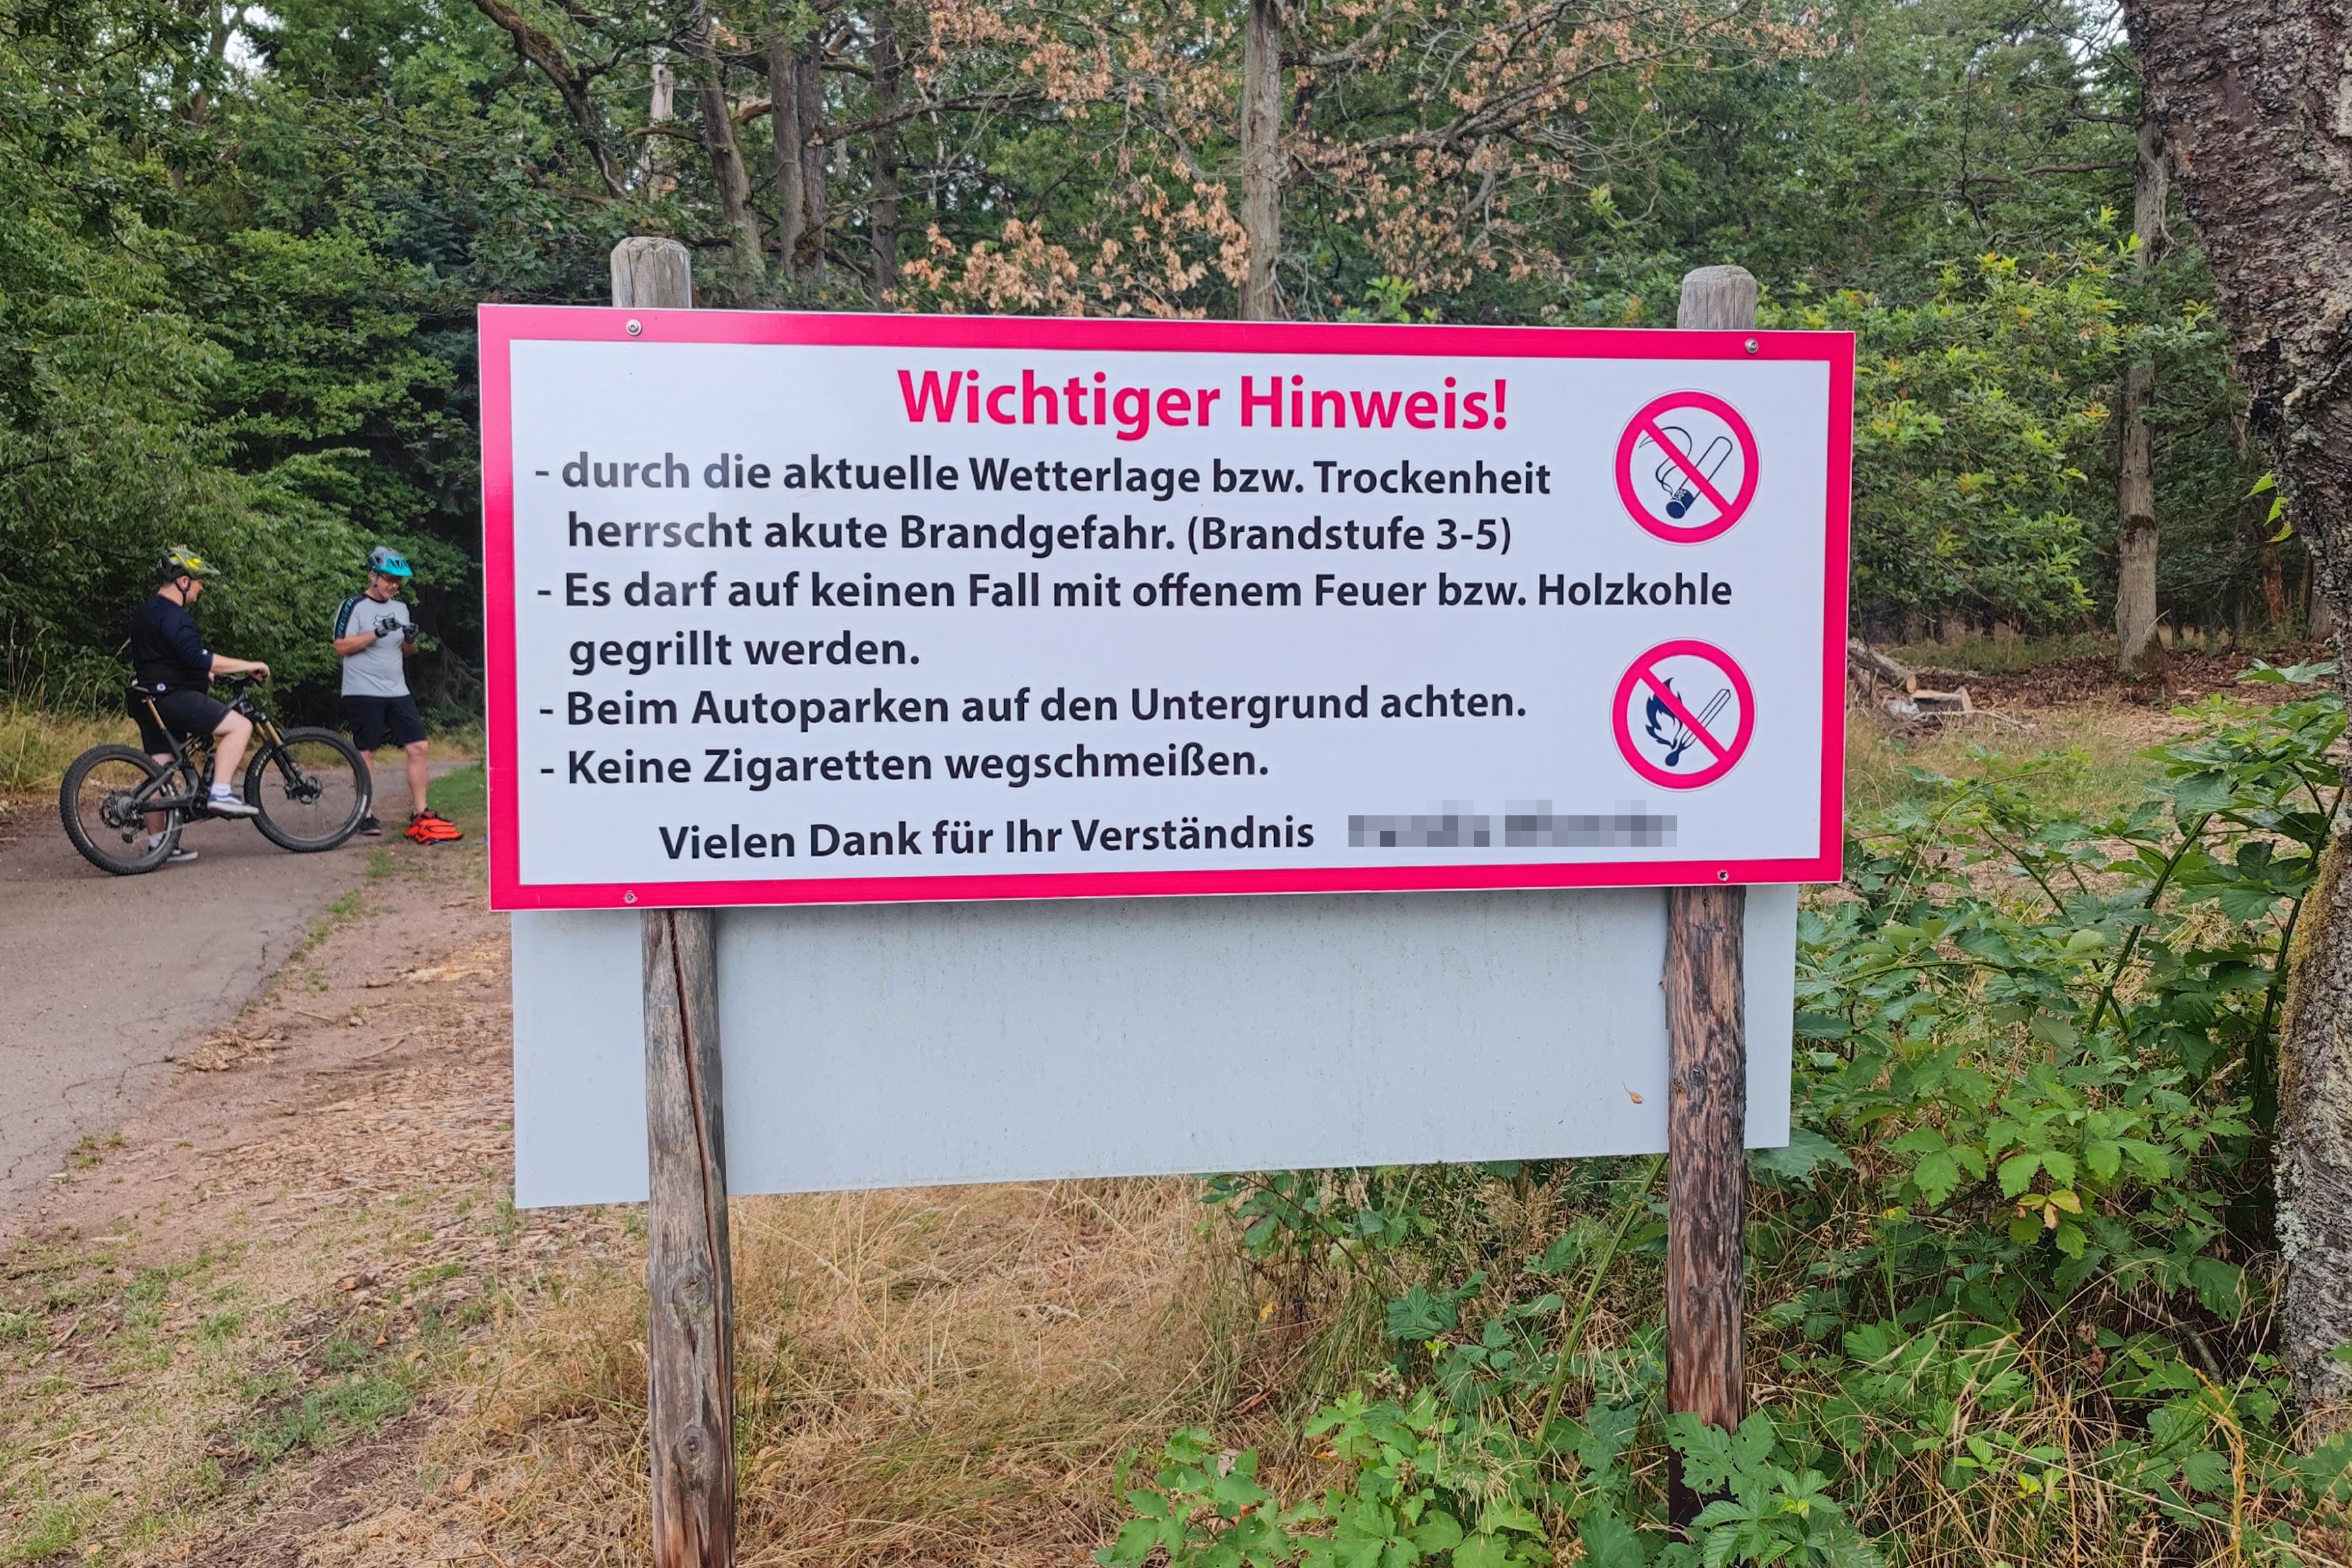 Wichtiger Hinweis!
- durch die aktuelle Wetterlage bzw. Trockenheit
herrscht akute Brandgefahr. (Brandstufe 3-5)
- Es darf auf keinen Fall mit offenem Feuer bzw. Holzkohle
gegrillt werden.
- Beim Autoparken auf den Untergrund achten.
- Keine Zigaretten wegschmeißen.
Vielen Dank für Ihr Verständnis